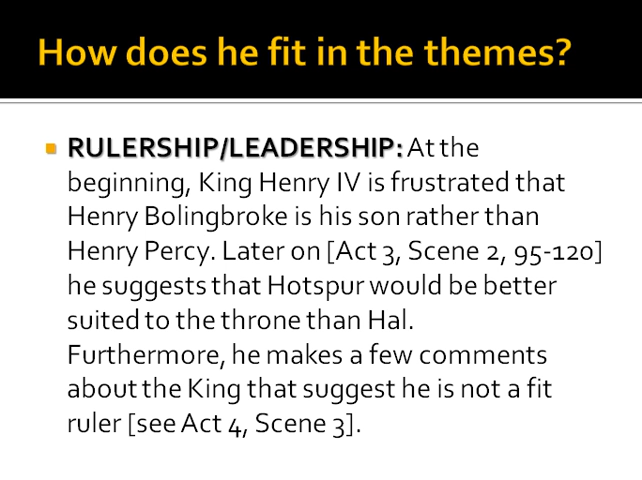 How does he fit in the themes?
RULERSHIP/LEADERSHIP: At the
beginning, King Henry IV is frustrated that
Henry Bolingbroke is his son rather than
Henry Percy. Later on [Act 3, Scene 2, 95-120]
he suggests that Hotspur would be better
suited to the throne than Hal.
Furthermore, he makes a few comments
about the King that suggest he is not a fit
ruler [see Act 4, Scene 3].